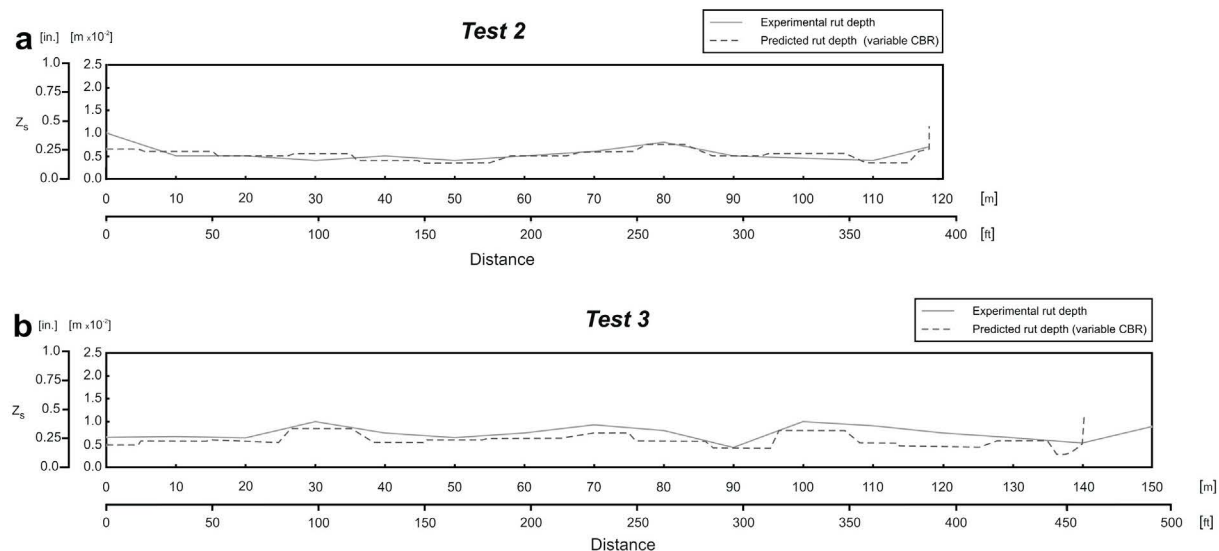 a [in.] [m x10⁻²] Test 2
Experimental rut depth
Predicted rut depth (variable CBR)
1.0 2.5
0.75 2.0
1.5
Zs 0.5 1.0
0.25 0.5
0.0 0.0
0 10 20 30 40 50 60 70 80 90 100 110 120 [m]
0 50 100 150 200 250 300 350 400 [ft]
Distance
b [in.] [m x10⁻²] Test 3
Experimental rut depth
Predicted rut depth (variable CBR)
1.0 2.5
0.75 2.0
1.5
Zs 0.5 1.0
0.25 0.5
0.0 0.0
0 10 20 30 40 50 60 70 80 90 100 110 120 130 140 150 [m]
0 50 100 150 200 250 300 350 400 450 500 [ft]
Distance